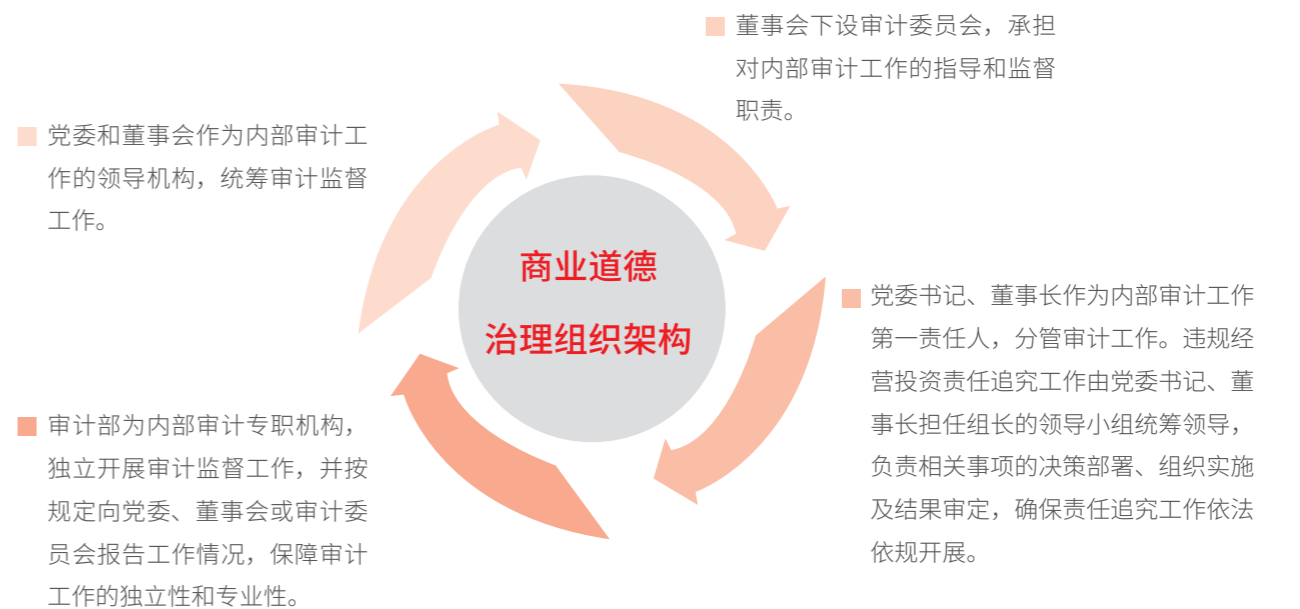 党委和董事会作为内部审计工
作的领导机构，统筹审计监督
工作。
董事会下设审计委员会，承担
对内部审计工作的指导和监督
职责。
商业道德
治理组织架构
党委书记、董事长作为内部审计工作
第一责任人，分管审计工作。违规经
营投资责任追究工作由党委书记、董
事长担任组长的领导小组统筹领导，
负责相关事项的决策部署、组织实施
及结果审定，确保责任追究工作依法
依规开展。
审计部为内部审计专职机构，
独立开展审计监督工作，并按
规定向党委、董事会或审计委
员会报告工作情况，保障审计
工作的独立性和专业性。